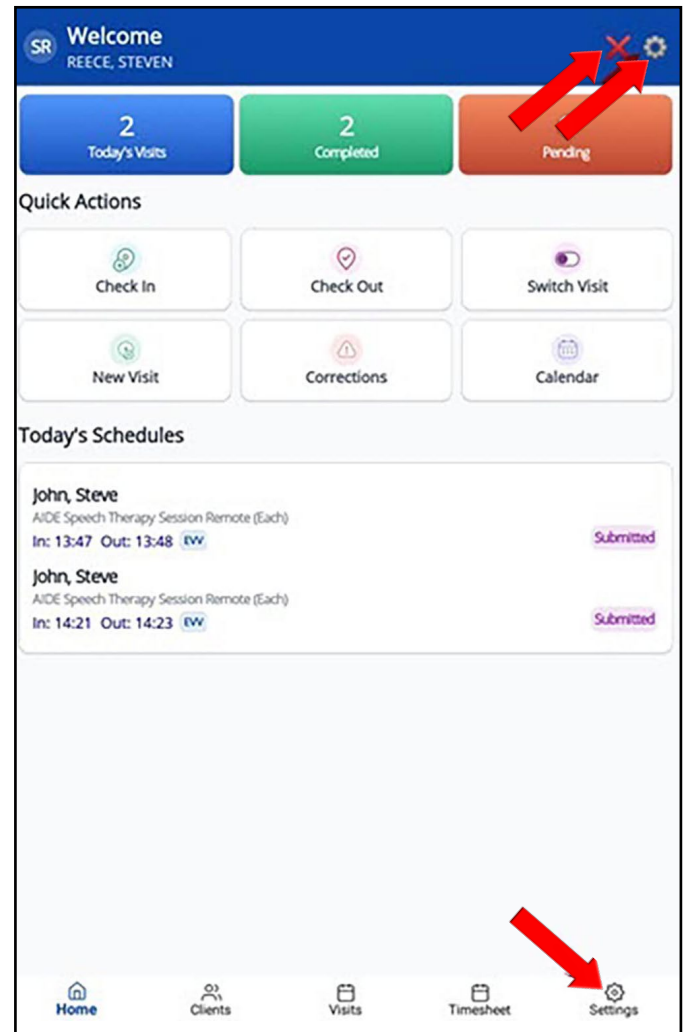 SR
Welcome
REECE, STEVEN
2
Today's Visits
2
Completed
Pending
Quick Actions
Check In
Check Out
Switch Visit
New Visit
Corrections
Calendar
Today's Schedules
John, Steve
AIDE Speech Therapy Session Remote (Each)
In: 13:47 Out: 13:48 EVV
Submitted
John, Steve
AIDE Speech Therapy Session Remote (Each)
In: 14:21 Out: 14:23 EVV
Submitted
Home
Clients
Visits
Timesheet
Settings